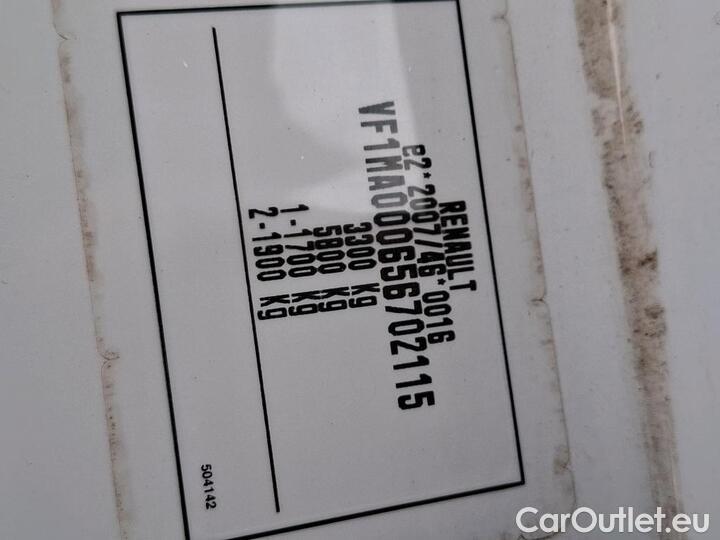 RENAULT
e2*2007/46*0016
VF1MA000656702115
3300 Kg
5800 Kg
1-1700 Kg
2-1900 Kg
504142
CarOutlet.eu